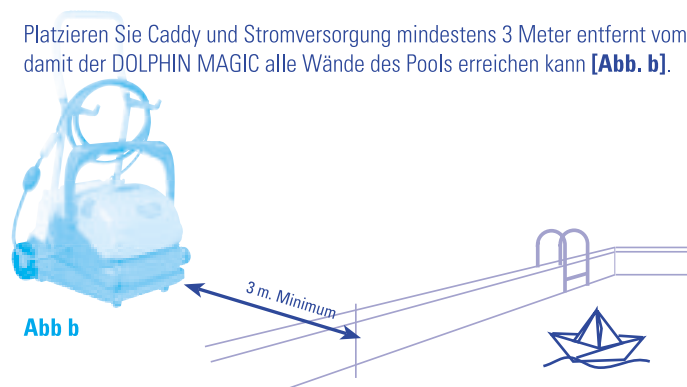 Platzieren Sie Caddy und Stromversorgung mindestens 3 Meter entfernt vom
damit der DOLPHIN MAGIC alle Wände des Pools erreichen kann [Abb. b].
3 m. Minimum
Abb b